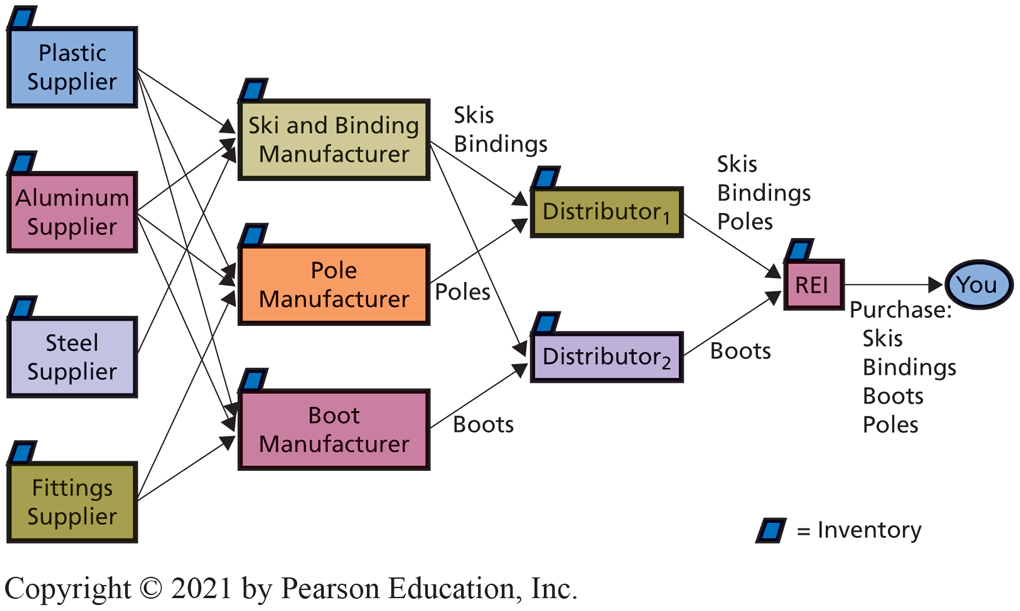 Plastic
Supplier
Aluminum
Supplier
Steel
Supplier
Fittings
Supplier
Ski and Binding
Manufacturer
Pole
Manufacturer
Boot
Manufacturer
Skis
Bindings
Poles
Boots
Distributor₁
Distributor₂
Skis
Bindings
Poles
Boots
REI
You
Purchase:
Skis
Bindings
Boots
Poles
= Inventory
Copyright © 2021 by Pearson Education, Inc.